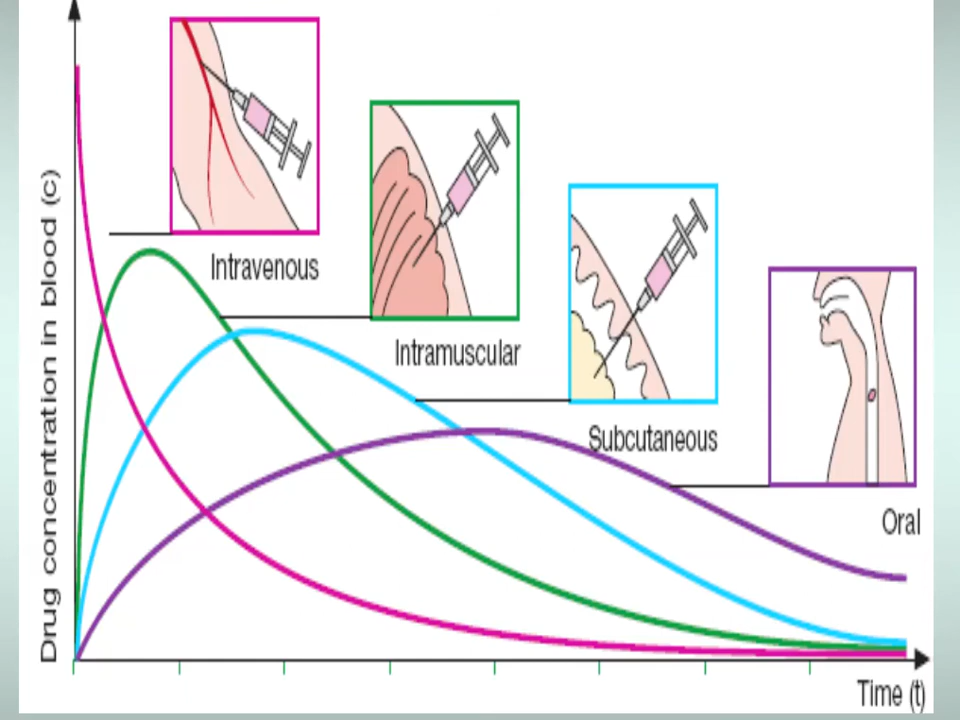 Drug concentration in blood (c)
Intravenous
Intramuscular
Subcutaneous
Oral
Time (t)